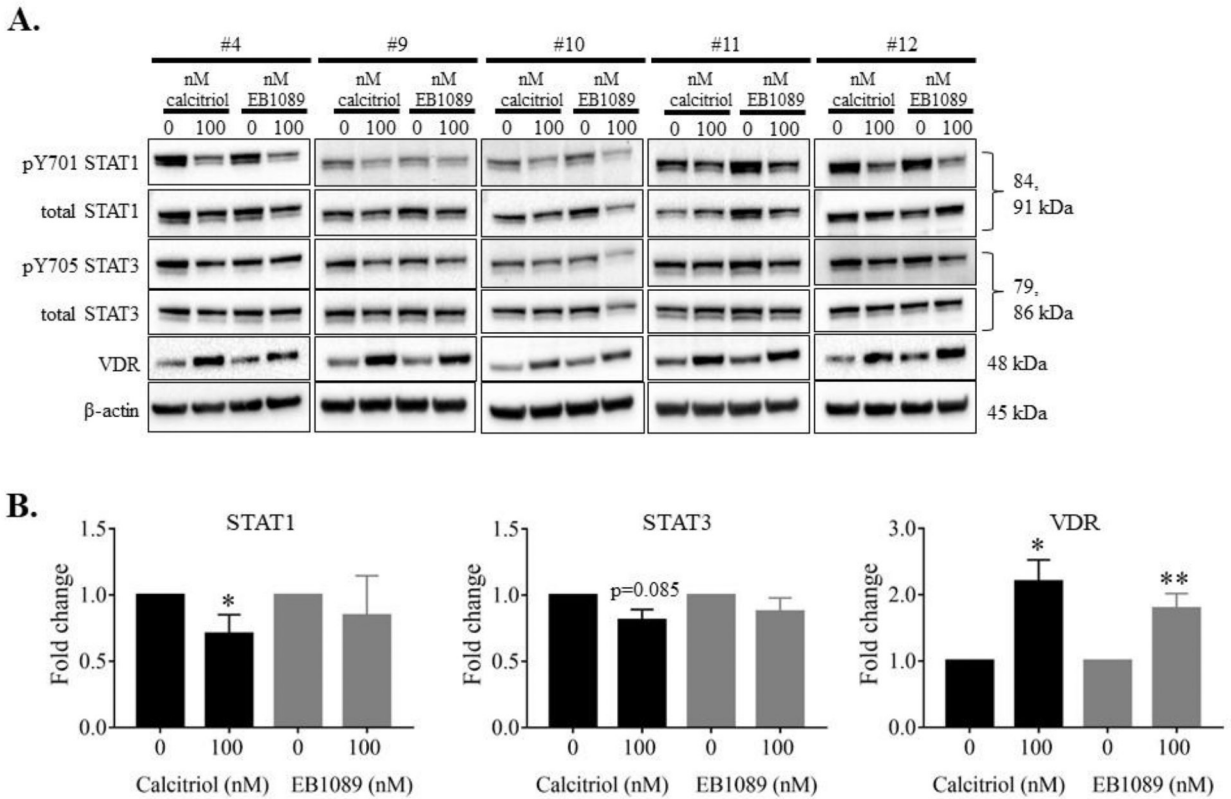 A.
#4 #9 #10 #11 #12
nM nM nM nM nM nM nM nM nM nM
calcitriol EB1089 calcitriol EB1089 calcitriol EB1089 calcitriol EB1089 calcitriol EB1089
0 100 0 100 0 100 0 100 0 100 0 100 0 100 0 100 0 100 0 100
pY701 STAT1
84,
total STAT1 91 kDa
pY705 STAT3
79,
total STAT3 86 kDa
VDR 48 kDa
β-actin 45 kDa
B.
STAT1
1.5
1.0
0.5
0.0
Fold change
*
0 100 0 100
Calcitriol (nM) EB1089 (nM)
STAT3
1.5
1.0
0.5
0.0
Fold change
p=0.085
0 100 0 100
Calcitriol (nM) EB1089 (nM)
VDR
3.0
2.0
1.0
0.0
Fold change
*
**
0 100 0 100
Calcitriol (nM) EB1089 (nM)